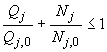 Q_j/Q_{j,0} + N_j/N_{j,0} ≤ 1